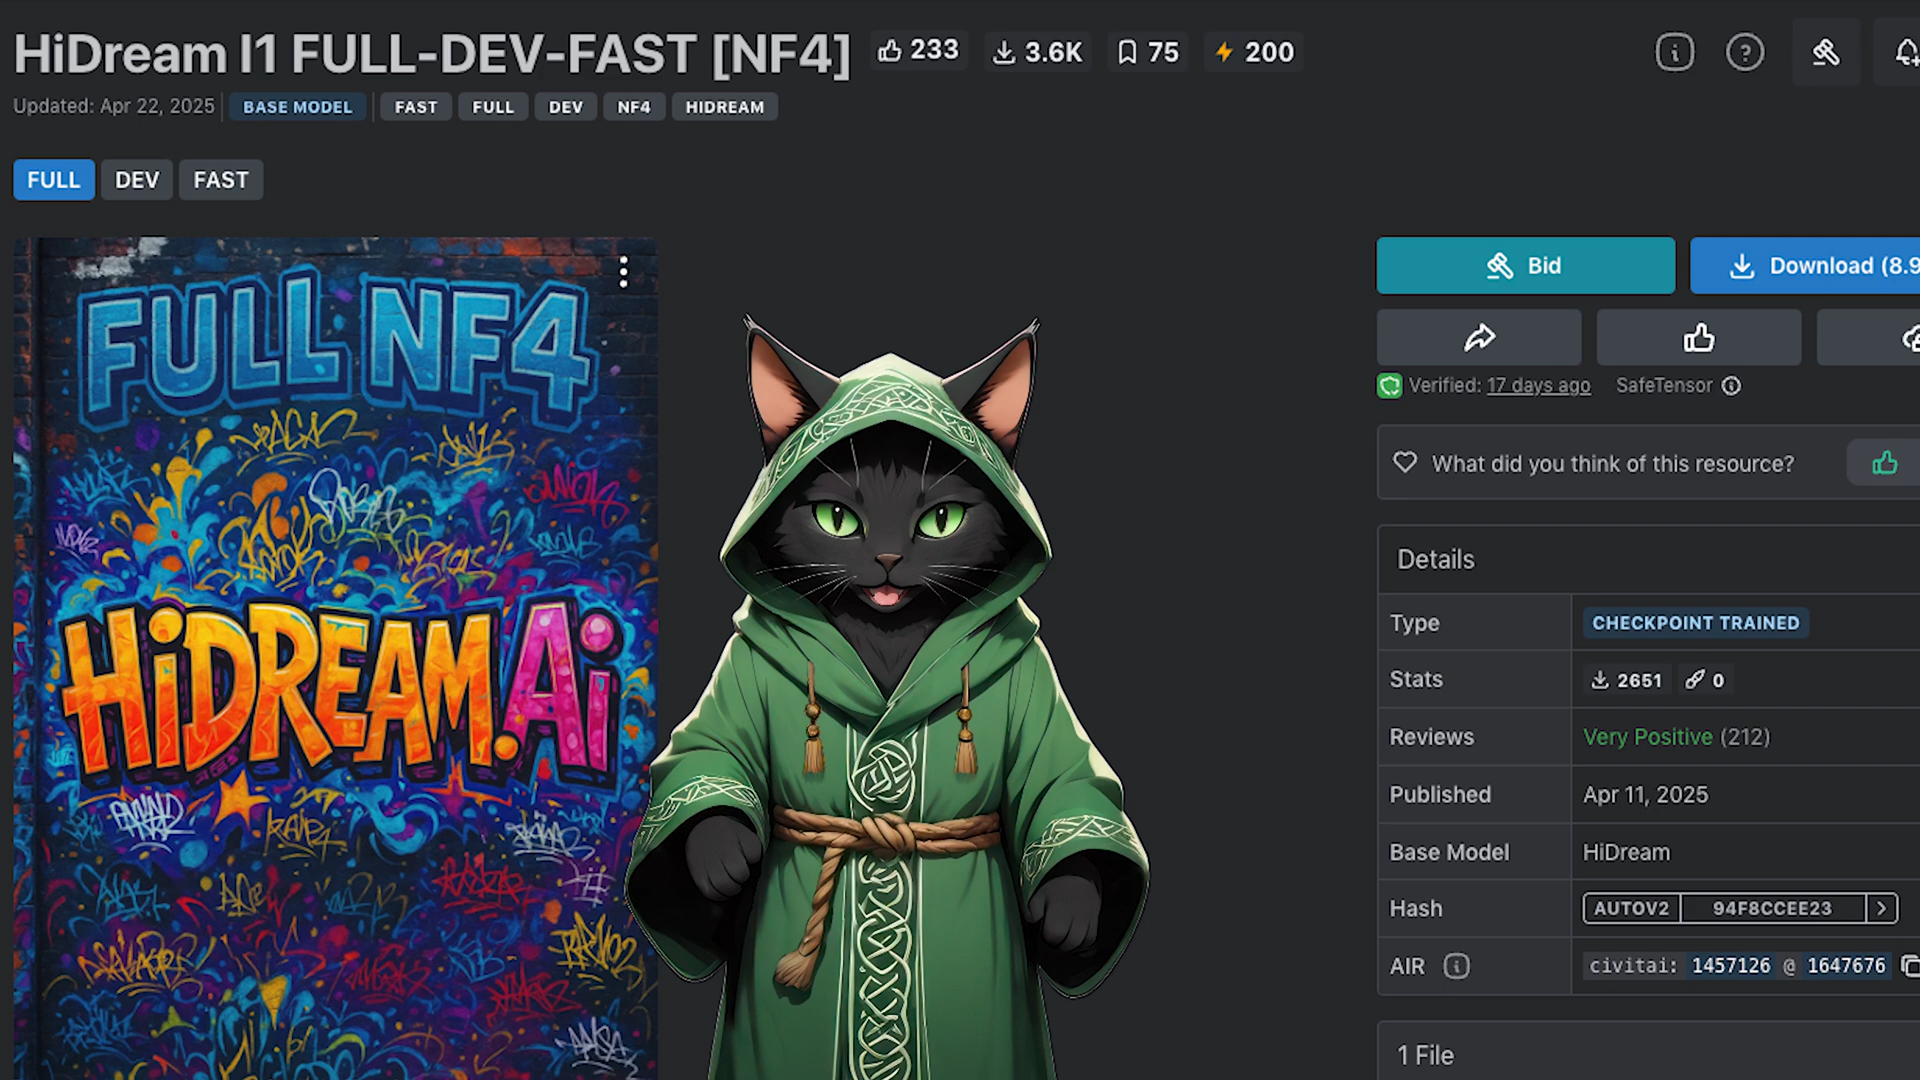 HiDream I1 FULL-DEV-FAST [NF4] 233 3.6K 75 200
Updated: Apr 22, 2025 BASE MODEL FAST FULL DEV NF4 HIDREAM
FULL DEV FAST
FULL NF4
HiDREAM.Ai
Bid
Download (8.9
Verified: 17 days ago SafeTensor
What did you think of this resource?
Details
Type CHECKPOINT TRAINED
Stats 2651 0
Reviews Very Positive (212)
Published Apr 11, 2025
Base Model HiDream
Hash AUTOV2 94F8CCEE23
AIR civitai: 1457126 @ 1647676
1 File